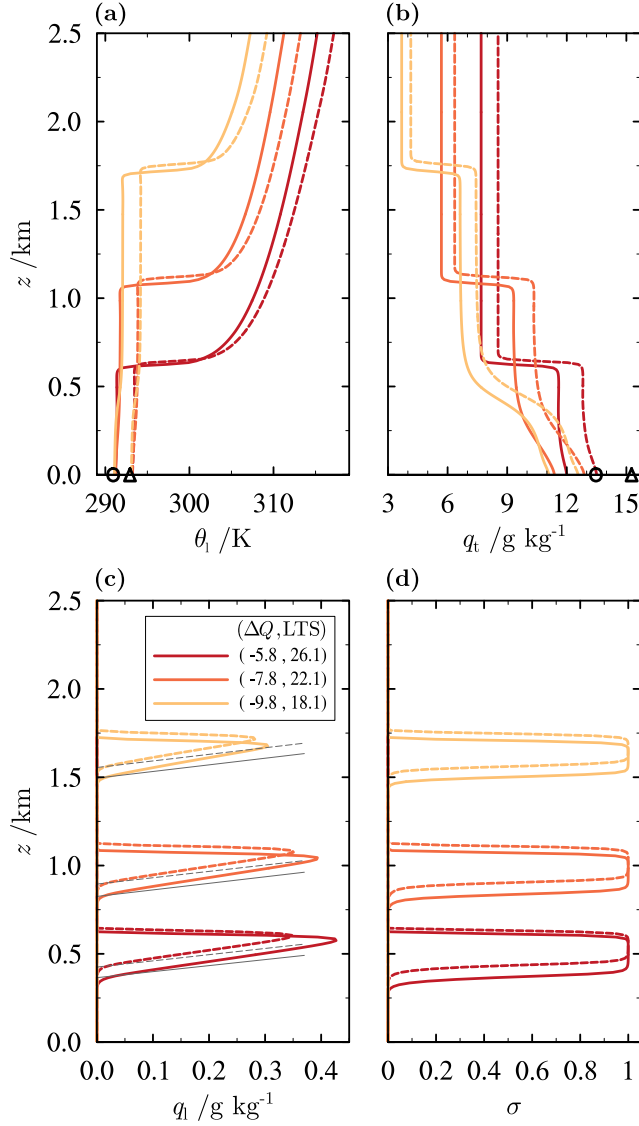 (a)
(b)
2.5
2.0
1.5
1.0
0.5
0.0
z /km
290
300
310
θl /K
3
6
9
12
15
qt /g kg-1
(c)
(d)
2.5
2.0
1.5
1.0
0.5
0.0
z /km
(ΔQ , LTS)
( -5.8 , 26.1)
( -7.8 , 22.1)
( -9.8 , 18.1)
0.0
0.1
0.2
0.3
0.4
ql /g kg-1
0
0.2
0.4
0.6
0.8
1
σ